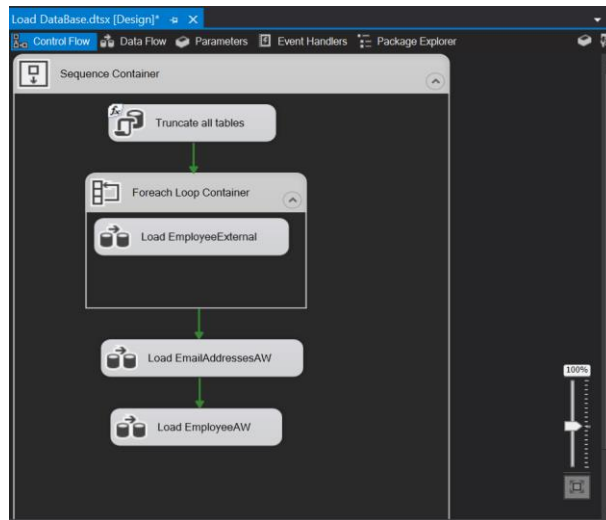 Load DataBase.dtsx [Design]*
Control Flow Data Flow Parameters Event Handlers Package Explorer
Sequence Container
Truncate all tables
Foreach Loop Container
Load EmployeeExternal
Load EmailAddressesAW
100%
Load EmployeeAW